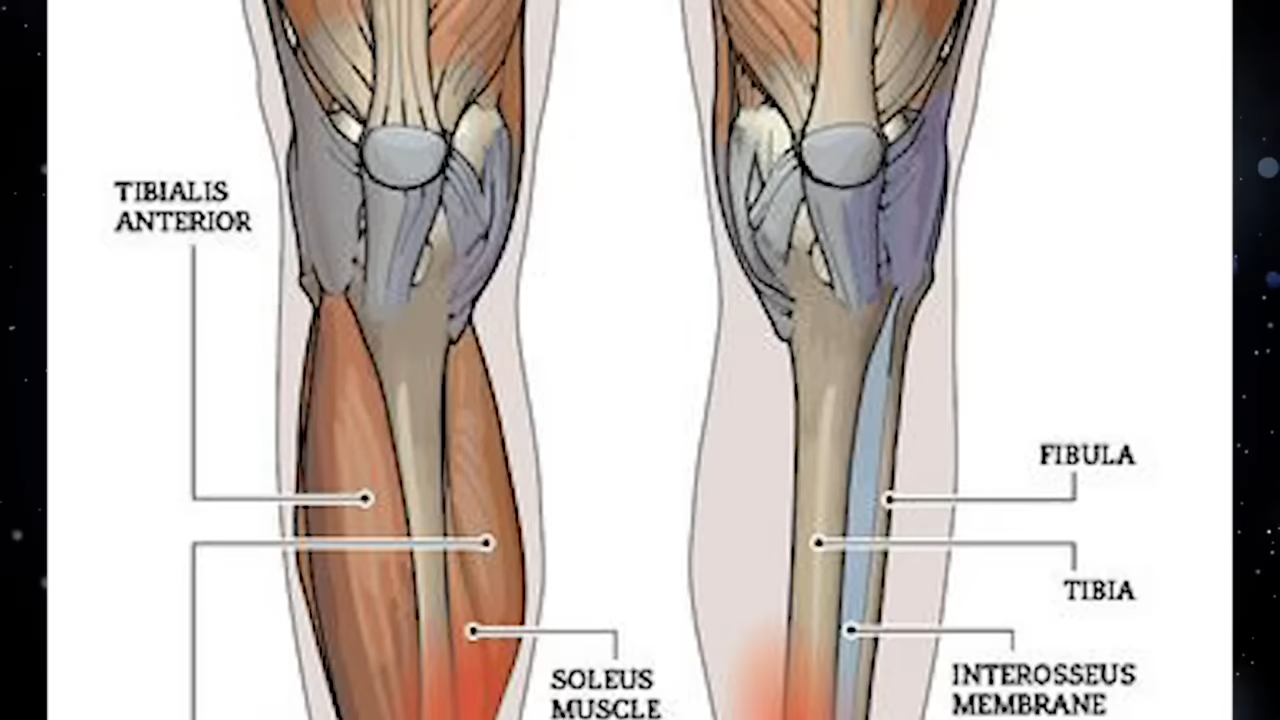 TIBIALIS
ANTERIOR
FIBULA
TIBIA
SOLEUS
MUSCLE
INTEROSSEUS
MEMBRANE